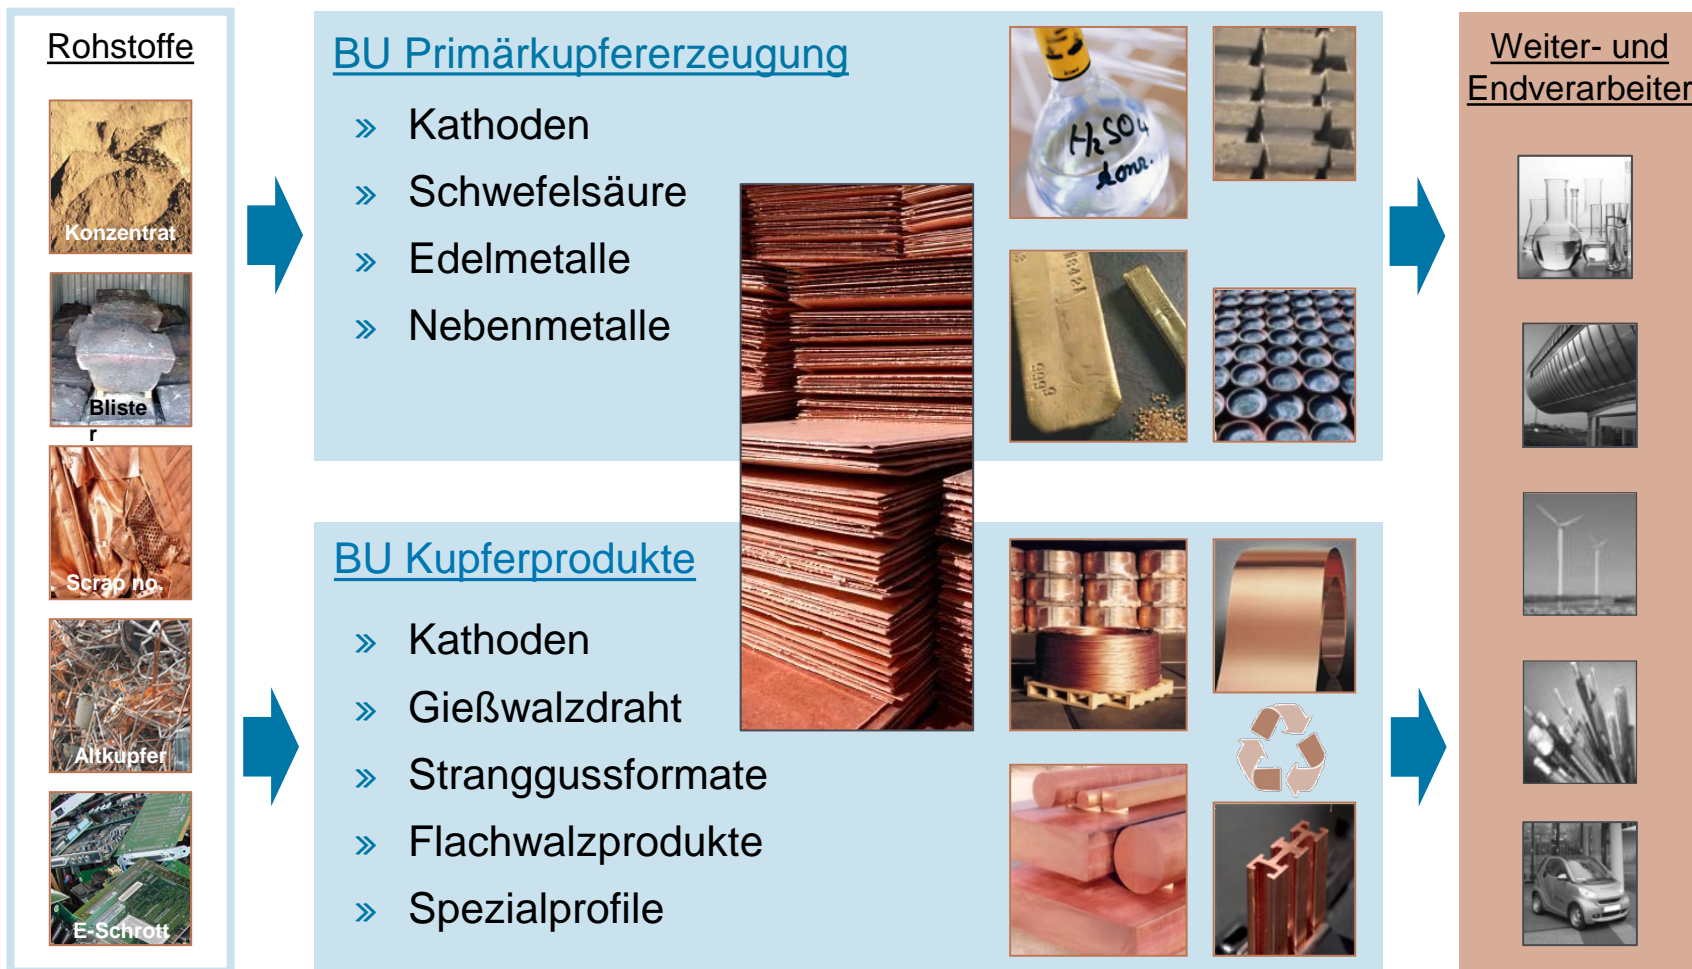 Rohstoffe
Konzentrat
Bliste
r
Scrap no.
Altkupfer
E-Schrott
BU Primärkupfererzeugung
» Kathoden
» Schwefelsäure
» Edelmetalle
» Nebenmetalle
H₂SO₄
konz.
9999
BU Kupferprodukte
» Kathoden
» Gießwalzdraht
» Stranggussformate
» Flachwalzprodukte
» Spezialprofile
Weiter- und
Endverarbeiter